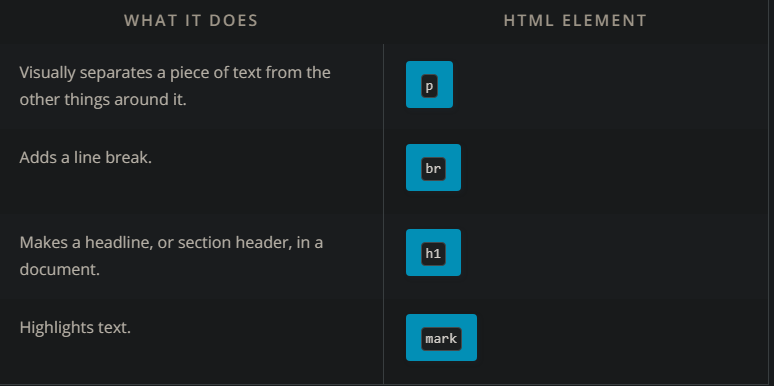 WHAT IT DOES HTML ELEMENT
Visually separates a piece of text from the
other things around it.
p
Adds a line break.
br
Makes a headline, or section header, in a
document.
h1
Highlights text.
mark